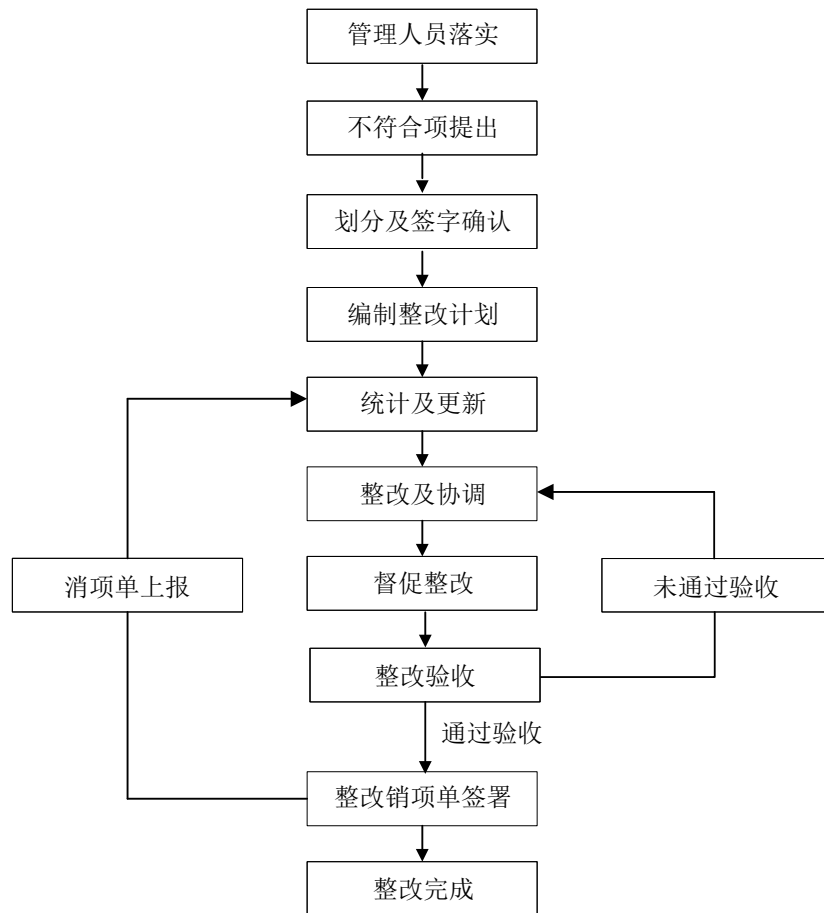 管理人员落实
不符合项提出
划分及签字确认
编制整改计划
统计及更新
整改及协调
消项单上报
督促整改
未通过验收
整改验收
通过验收
整改销项单签署
整改完成